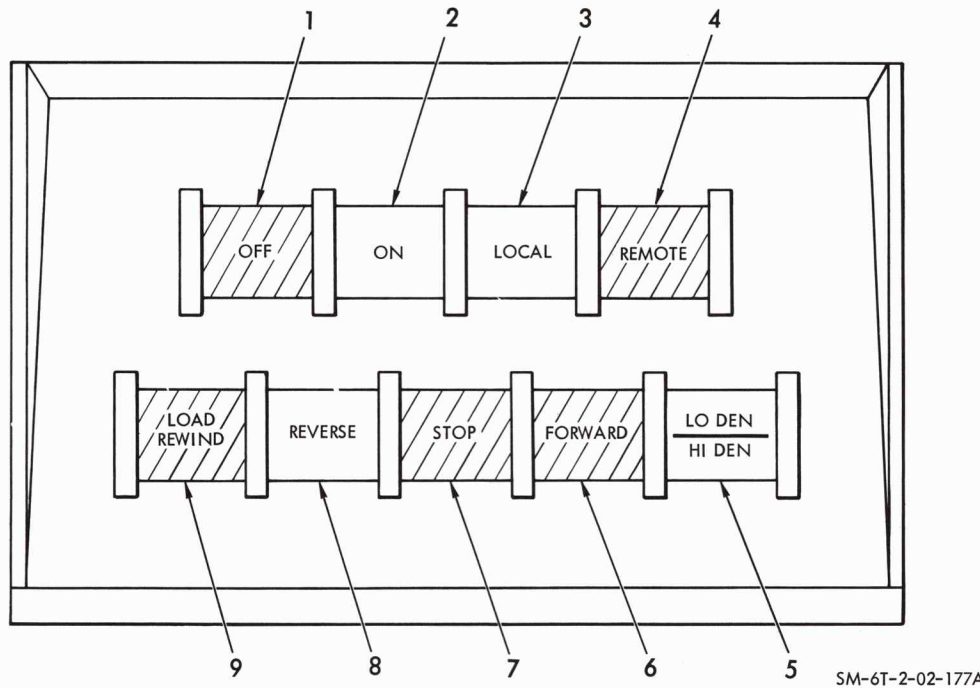 1 2 3 4
OFF ON LOCAL REMOTE
LOAD
REWIND
REVERSE STOP FORWARD
LO DEN
HI DEN
9 8 7 6 5
SM-6T-2-02-177A